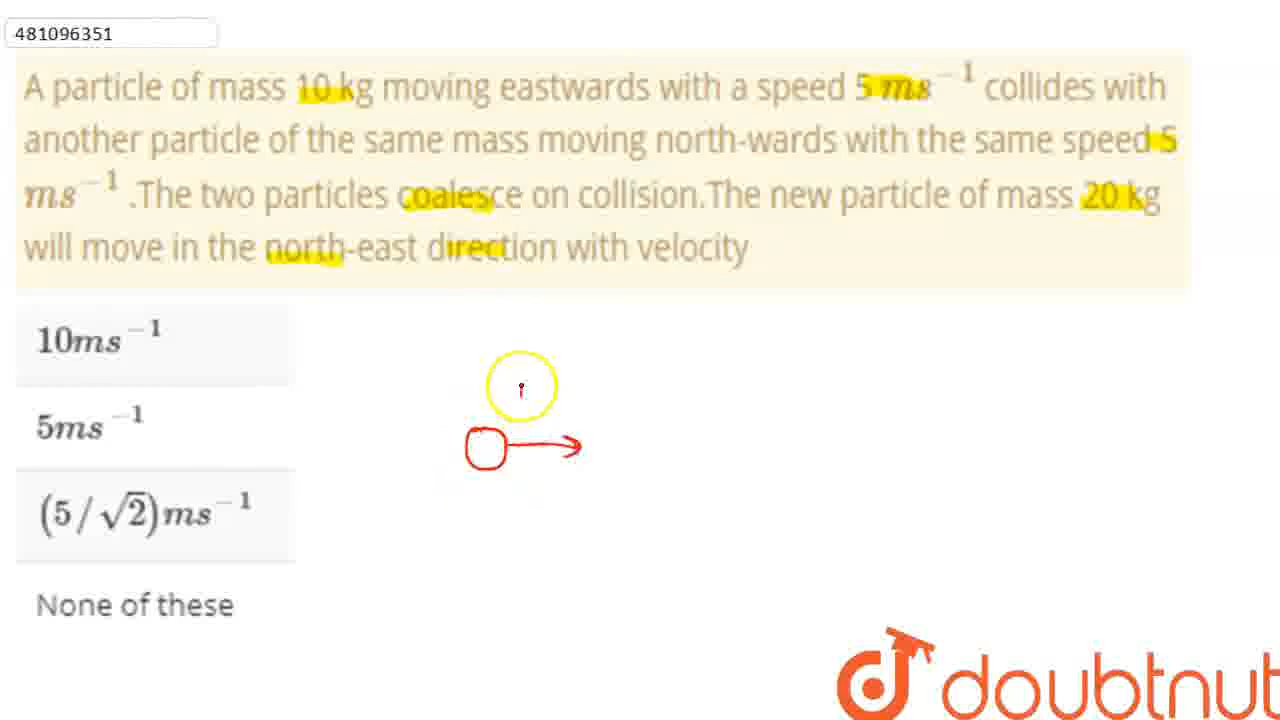 481096351
A particle of mass 10 kg moving eastwards with a speed 5 ms⁻¹ collides with
another particle of the same mass moving north-wards with the same speed 5
ms⁻¹ .The two particles coalesce on collision.The new particle of mass 20 kg
will move in the north-east direction with velocity
10ms⁻¹
5ms⁻¹
(5/√2)ms⁻¹
None of these
doubtnut